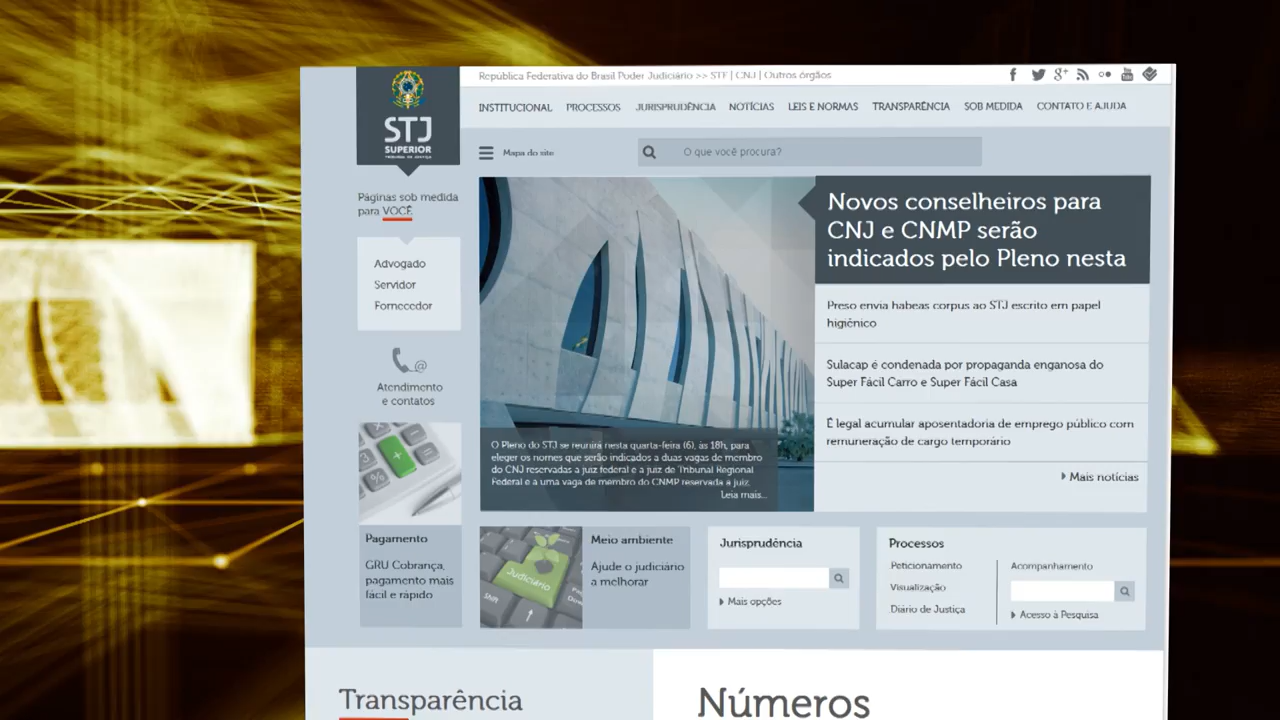 República Federativa do Brasil Poder Judiciário >> STF | CNJ | Outros órgãos
STJ
SUPERIOR
TRIBUNAL DE JUSTIÇA
INSTITUCIONAL PROCESSOS JURISPRUDÊNCIA NOTÍCIAS LEIS E NORMAS TRANSPARÊNCIA SOB MEDIDA CONTATO E AJUDA
Mapa do site
O que você procura?
Páginas sob medida
para VOCÊ
Advogado
Servidor
Fornecedor
Atendimento
e contatos
Novos conselheiros para
CNJ e CNMP serão
indicados pelo Pleno nesta
Preso envia habeas corpus ao STJ escrito em papel
higiênico
Sulacap é condenada por propaganda enganosa do
Super Fácil Carro e Super Fácil Casa
É legal acumular aposentadoria de emprego público com
remuneração de cargo temporário
Mais notícias
O Pleno do STJ se reunirá nesta quarta-feira (6), às 18h, para
eleger os nomes que serão indicados a duas vagas de membro
do CNJ reservadas a juiz federal e a juiz de Tribunal Regional
Federal e a uma vaga de membro do CNMP reservada a juiz.
Leia mais...
Pagamento
GRU Cobrança,
pagamento mais
fácil e rápido
Judiciário
Shift
Meio ambiente
Ajude o judiciário
a melhorar
Jurisprudência
Mais opções
Processos
Peticionamento
Visualização
Diário de Justiça
Acompanhamento
Acesso à Pesquisa
Transparência
Números